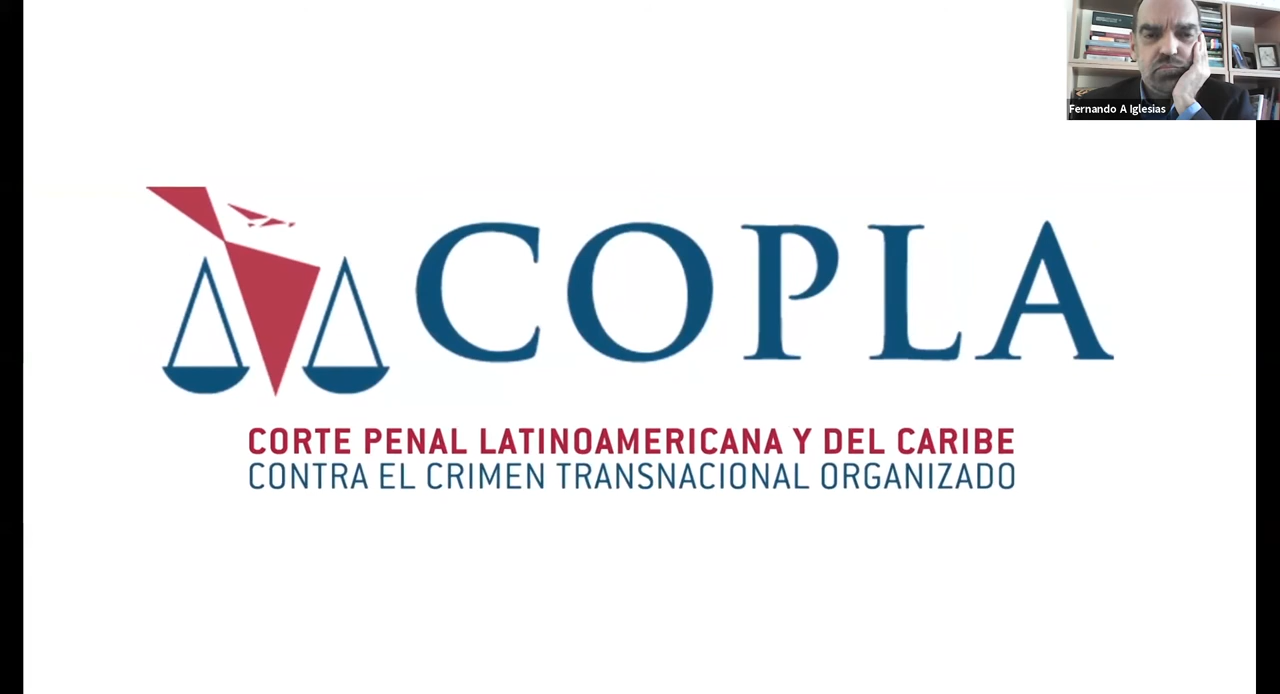 Fernando A Iglesias
COPLA
CORTE PENAL LATINOAMERICANA Y DEL CARIBE
CONTRA EL CRIMEN TRANSNACIONAL ORGANIZADO